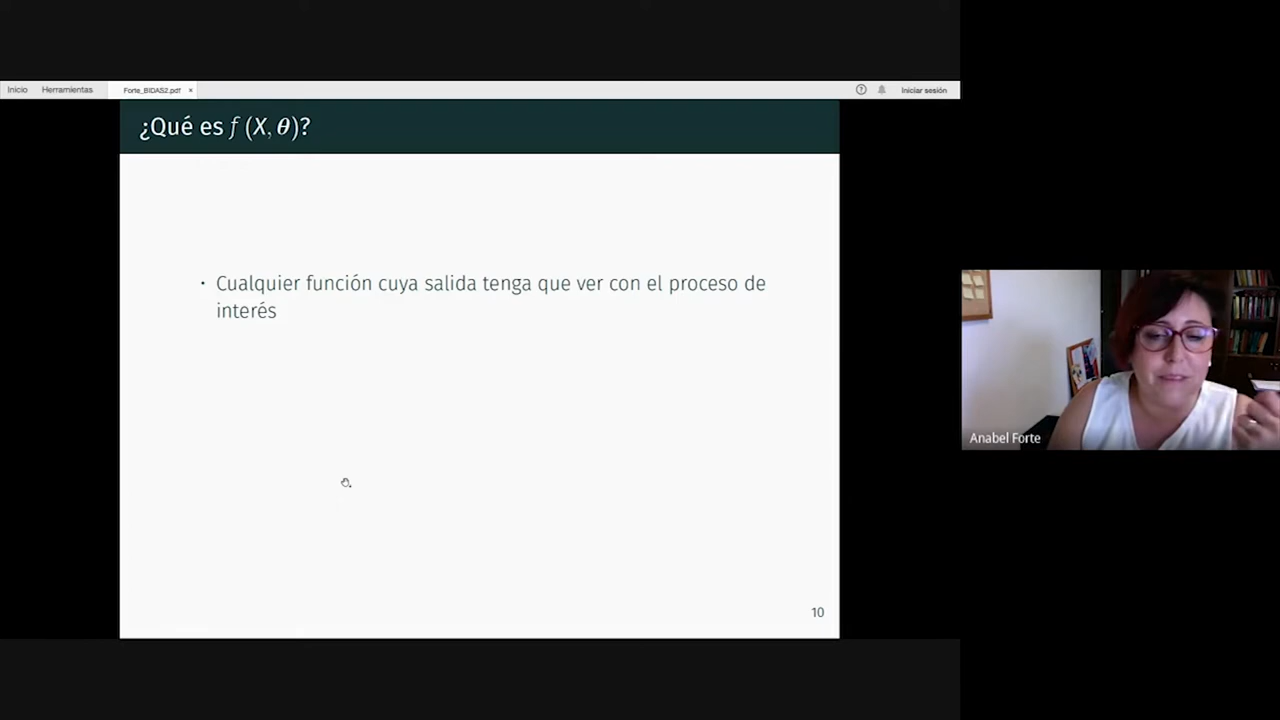 Inicio Herramientas Forte_BIDAS2.pdf × Iniciar sesión
¿Qué es f (X, θ)?
• Cualquier función cuya salida tenga que ver con el proceso de
interés
Anabel Forte
10